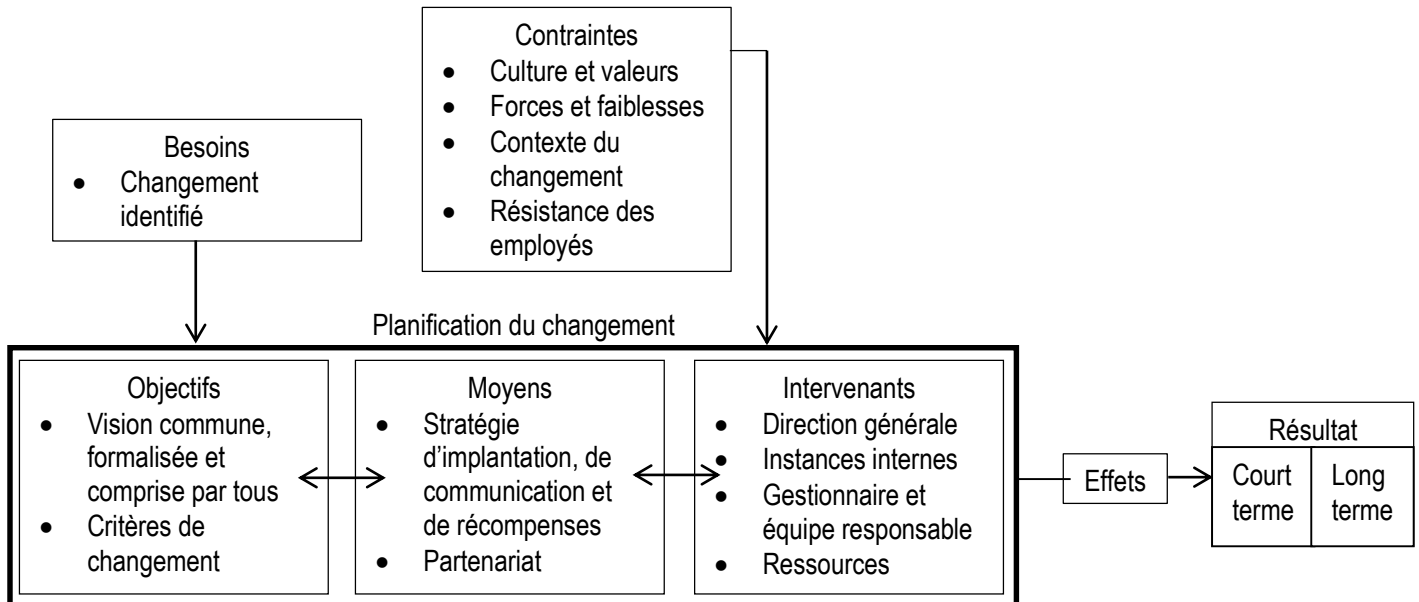 Contraintes
• Culture et valeurs
• Forces et faiblesses
• Contexte du
changement
• Résistance des
employés
Besoins
• Changement
identifié
Planification du changement
Objectifs
• Vision commune,
formalisée et
comprise par tous
• Critères de
changement
Moyens
• Stratégie
d’implantation, de
communication et
de récompenses
• Partenariat
Intervenants
• Direction générale
• Instances internes
• Gestionnaire et
équipe responsable
• Ressources
Effets
Résultat
Court
terme
Long
terme